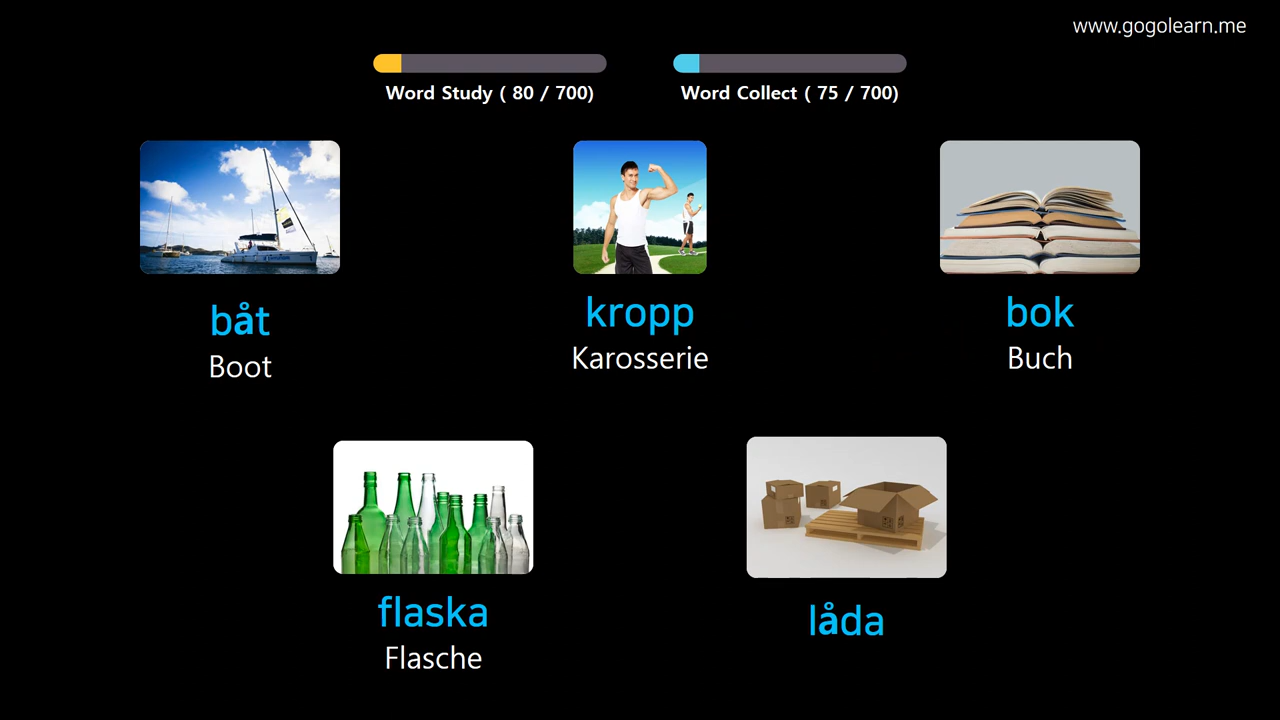 www.gogolearn.me
Word Study ( 80 / 700)
Word Collect ( 75 / 700)
båt
Boot
kropp
Karosserie
bok
Buch
flaska
Flasche
låda